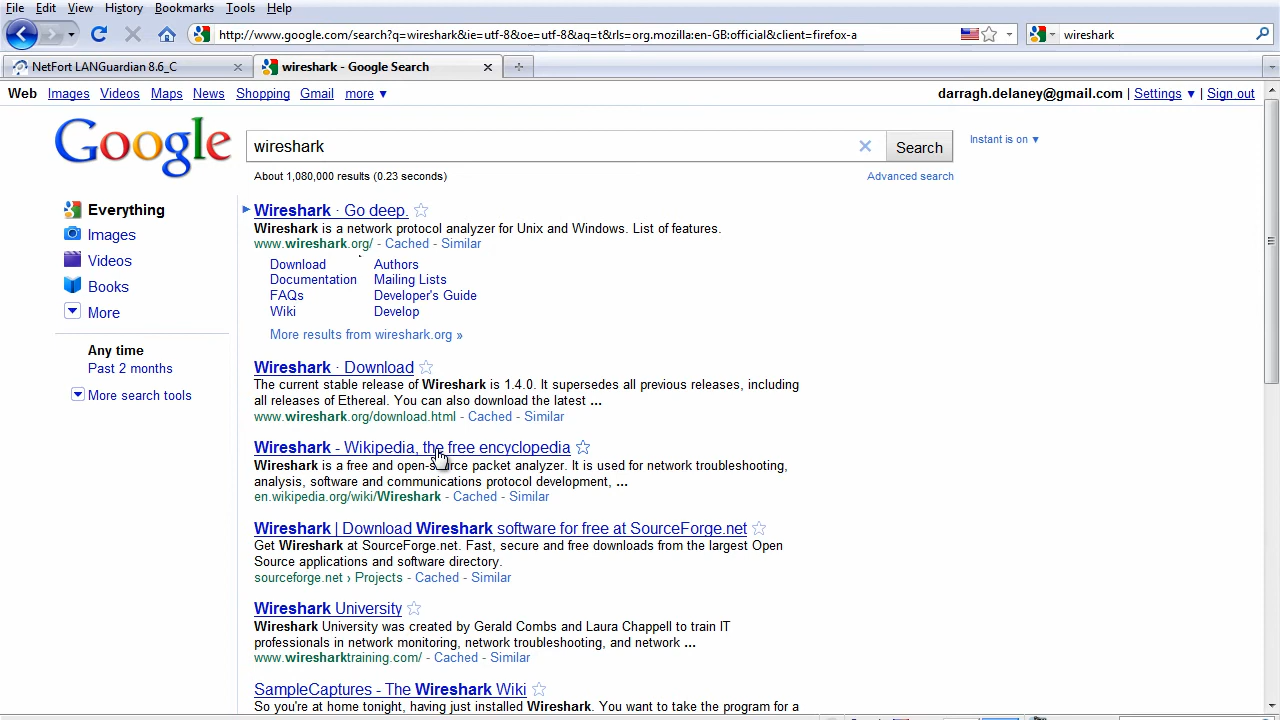 File Edit View History Bookmarks Tools Help
http://www.google.com/search?q=wireshark&ie=utf-8&oe=utf-8&aq=t&rls=org.mozilla:en-GB:official&client=firefox-a
wireshark
NetFort LANGuardian 8.6_C
wireshark - Google Search
Web Images Videos Maps News Shopping Gmail more ▼
darragh.delaney@gmail.com | Settings ▼ | Sign out
Google
wireshark
Search
Instant is on ▼
About 1,080,000 results (0.23 seconds)
Advanced search
Everything
Images
Videos
Books
More
Any time
Past 2 months
More search tools
Wireshark · Go deep.
Wireshark is a network protocol analyzer for Unix and Windows. List of features.
www.wireshark.org/ - Cached - Similar
Download Authors
Documentation Mailing Lists
FAQs Developer's Guide
Wiki Develop
More results from wireshark.org »
Wireshark · Download
The current stable release of Wireshark is 1.4.0. It supersedes all previous releases, including
all releases of Ethereal. You can also download the latest ...
www.wireshark.org/download.html - Cached - Similar
Wireshark - Wikipedia, the free encyclopedia
Wireshark is a free and open-source packet analyzer. It is used for network troubleshooting,
analysis, software and communications protocol development, ...
en.wikipedia.org/wiki/Wireshark - Cached - Similar
Wireshark | Download Wireshark software for free at SourceForge.net
Get Wireshark at SourceForge.net. Fast, secure and free downloads from the largest Open
Source applications and software directory.
sourceforge.net › Projects - Cached - Similar
Wireshark University
Wireshark University was created by Gerald Combs and Laura Chappell to train IT
professionals in network monitoring, network troubleshooting, and network ...
www.wiresharktraining.com/ - Cached - Similar
SampleCaptures - The Wireshark Wiki
So you're at home tonight, having just installed Wireshark. You want to take the program for a